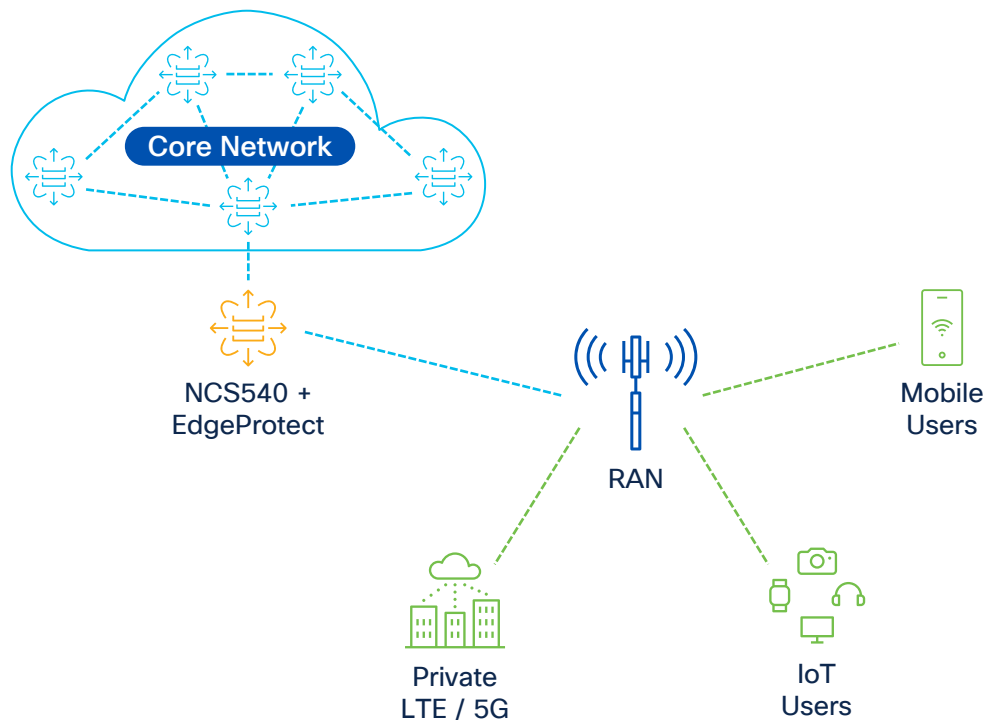 Core Network
NCS540 +
EdgeProtect
RAN
Mobile
Users
Private
LTE / 5G
IoT
Users